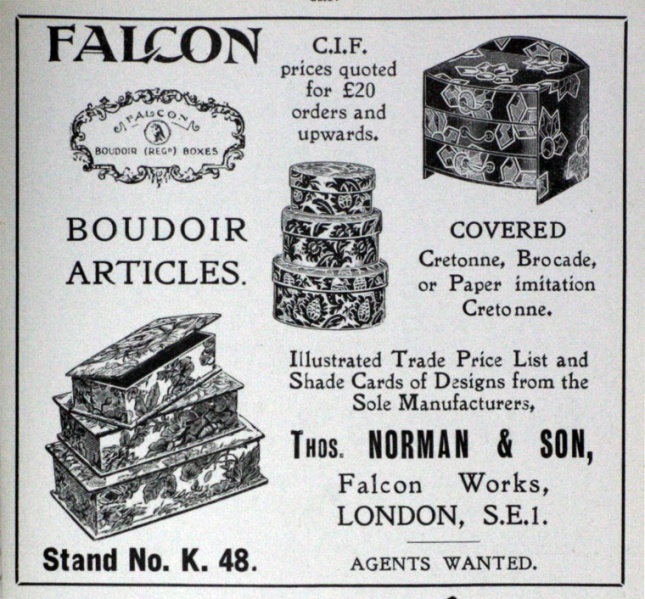 FALCON
FALCON
BOUDOIR (REGD) BOXES
BOUDOIR
ARTICLES.
C.I.F.
prices quoted
for £20
orders and
upwards.
COVERED
Cretonne, Brocade,
or Paper imitation
Cretonne.
Illustrated Trade Price List and
Shade Cards of Designs from the
Sole Manufacturers,
THOS. NORMAN & SON,
Falcon Works,
LONDON, S.E.1.
AGENTS WANTED.
Stand No. K. 48.